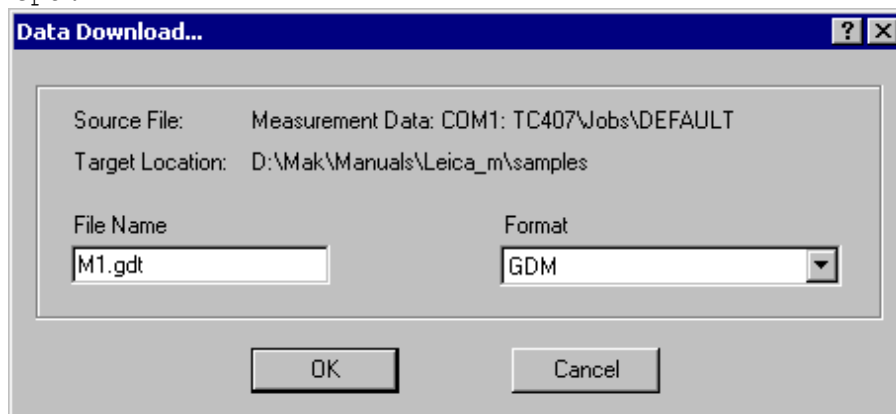 Data Download...
Source File: Measurement Data: COM1: TC407\Jobs\DEFAULT
Target Location: D:\Mak\Manuals\Leica_m\samples
File Name Format
M1.gdt GDM
OK Cancel